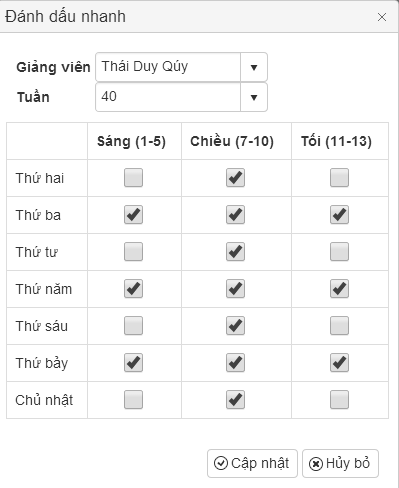 Đánh dấu nhanh
Giảng viên Thái Duy Qúy
Tuần 40
Sáng (1-5) Chiều (7-10) Tối (11-13)
Thứ hai
Thứ ba
Thứ tư
Thứ năm
Thứ sáu
Thứ bảy
Chủ nhật
Cập nhật Hủy bỏ